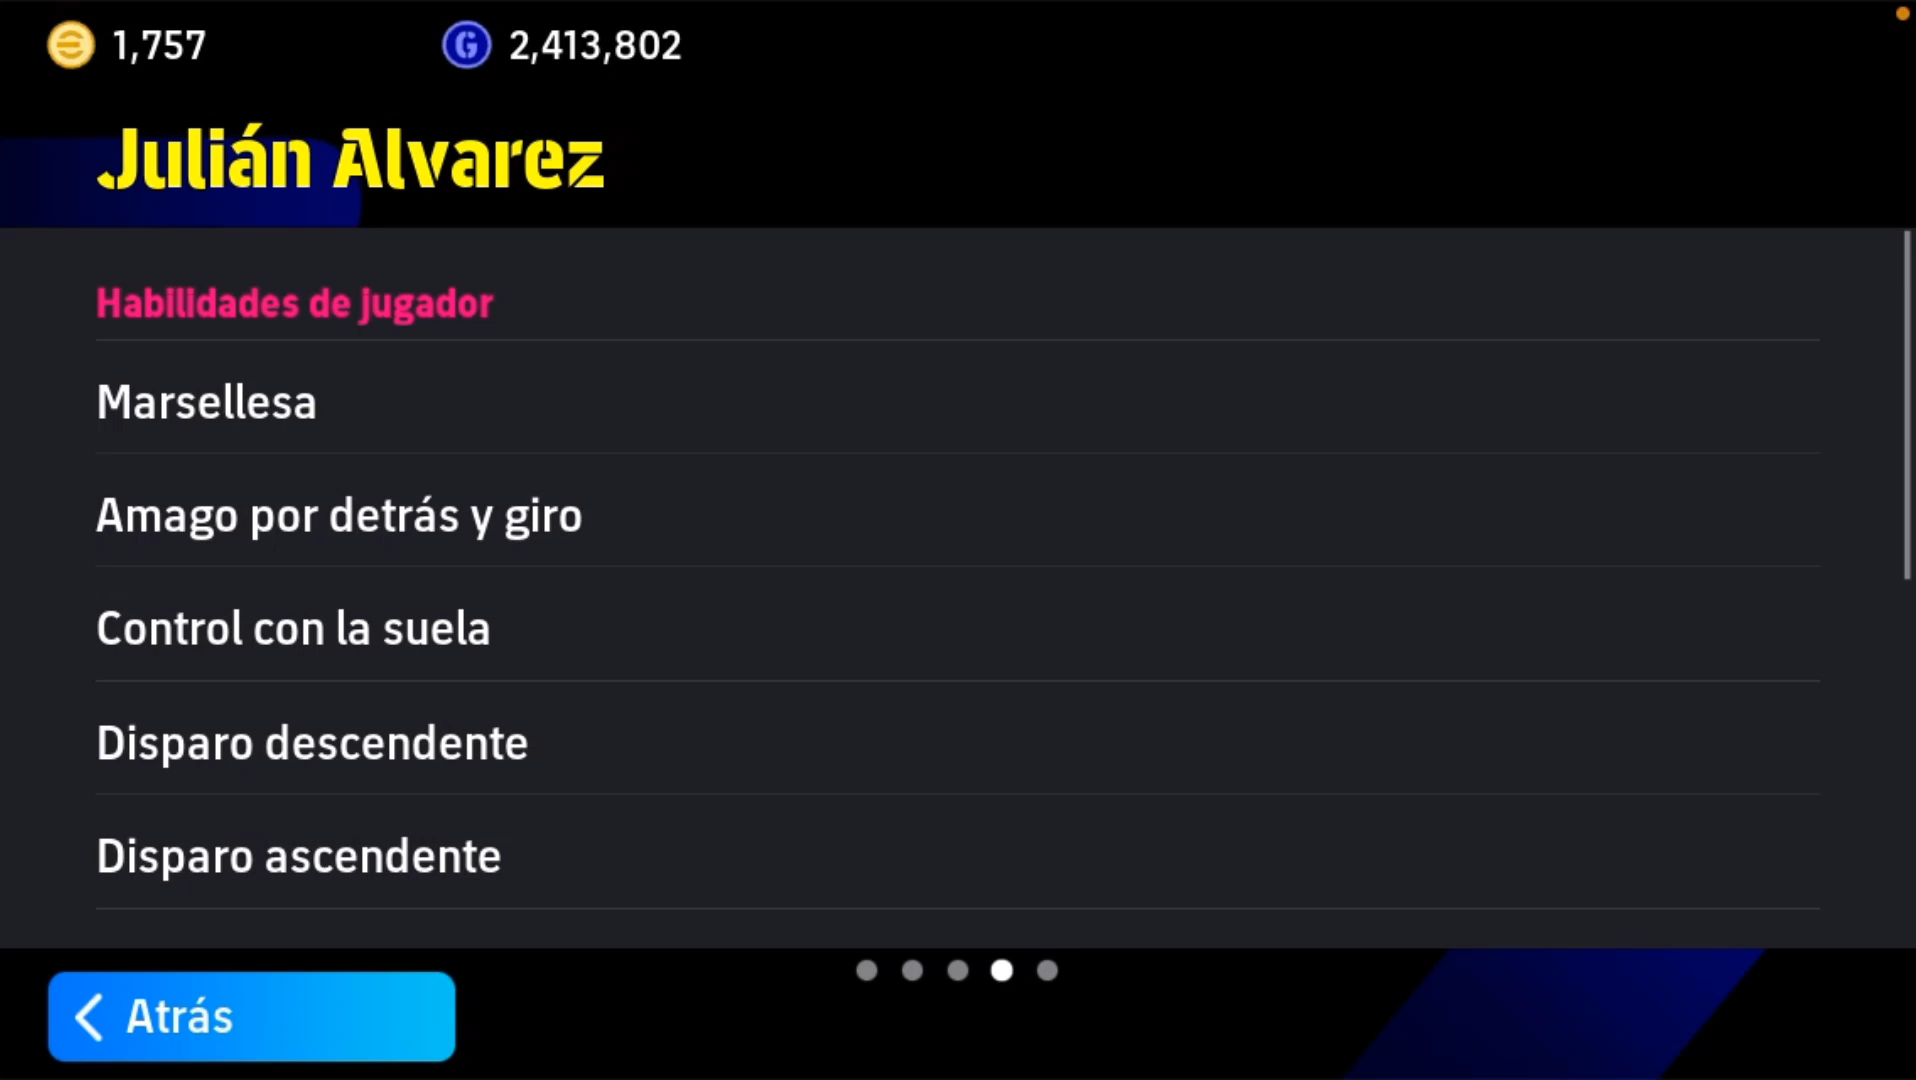 1,757
2,413,802
Julián Alvarez
Habilidades de jugador
Marsellesa
Amago por detrás y giro
Control con la suela
Disparo descendente
Disparo ascendente
Atrás